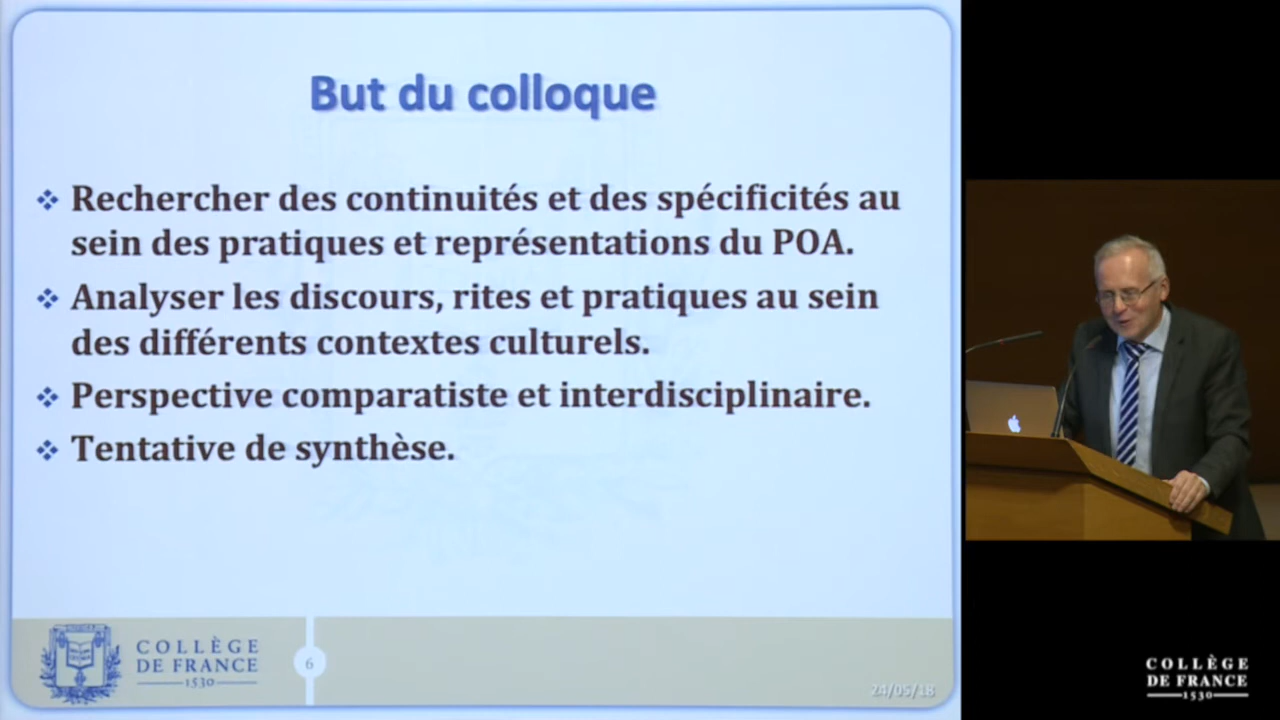 But du colloque
Rechercher des continuités et des spécificités au
sein des pratiques et représentations du POA.
Analyser les discours, rites et pratiques au sein
des différents contextes culturels.
Perspective comparatiste et interdisciplinaire.
Tentative de synthèse.
COLLÈGE
DE FRANCE
1530
6
24/05/18
COLLÈGE
DE FRANCE
1530